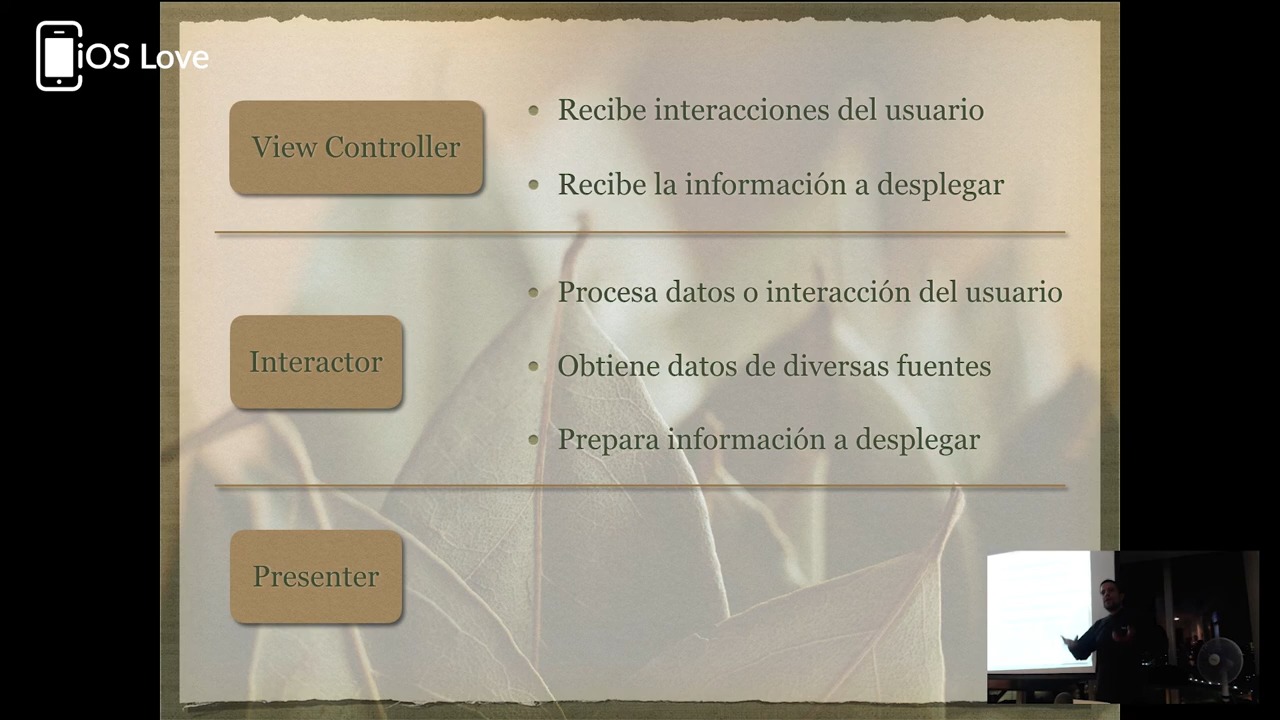 iOS Love
View Controller
Recibe interacciones del usuario
Recibe la información a desplegar
Interactor
Procesa datos o interacción del usuario
Obtiene datos de diversas fuentes
Prepara información a desplegar
Presenter